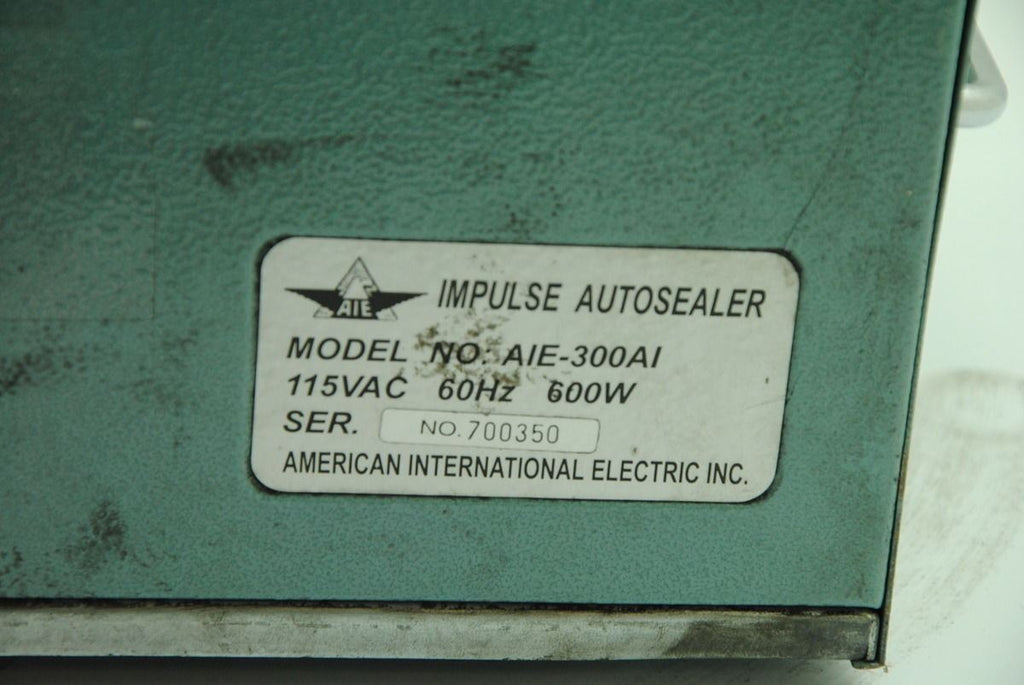 AIE IMPULSE AUTOSEALER
MODEL NO. AIE-300AI
115VAC 60Hz 600W
SER. NO. 700350
AMERICAN INTERNATIONAL ELECTRIC INC.